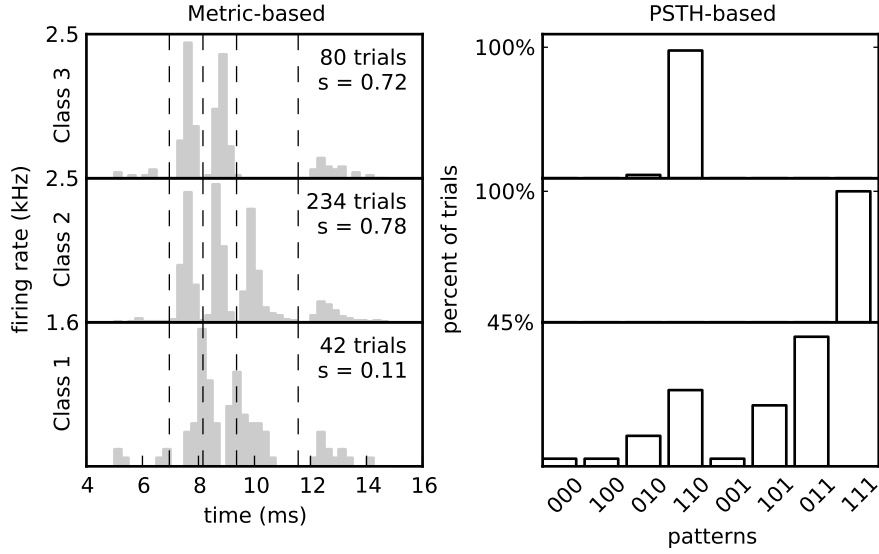 Metric-based
PSTH-based
2.5
Class 3
80 trials
s = 0.72
100%
2.5
Class 2
234 trials
s = 0.78
100%
firing rate (kHz)
percent of trials
1.6
Class 1
42 trials
s = 0.11
45%
4 6 8 10 12 14 16
time (ms)
000 100 010 110 001 101 011 111
patterns